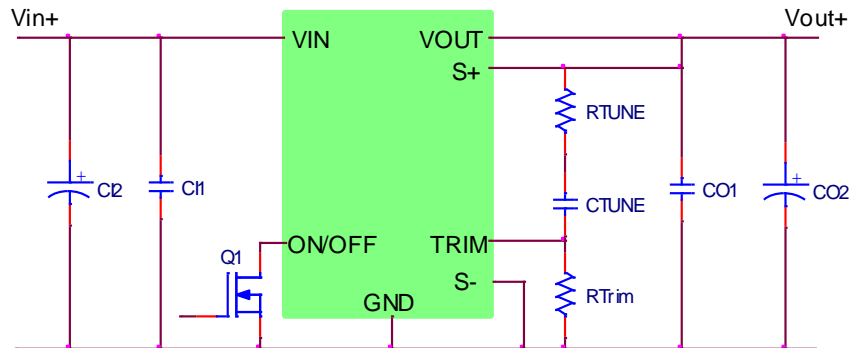 Vin+
Vout+
VIN
VOUT
S+
RTUNE
CI2
CI1
CTUNE
CO1
CO2
+
+
ON/OFF
TRIM
Q1
S-
GND
RTrim